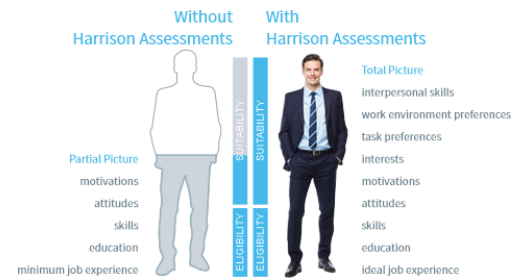 Without
Harrison Assessments
Partial Picture
motivations
attitudes
skills
education
minimum job experience
SUITABILITY
ELIGIBILITY
With
Harrison Assessments
SUITABILITY
ELIGIBILITY
Total Picture
interpersonal skills
work environment preferences
task preferences
interests
motivations
attitudes
skills
education
ideal job experience